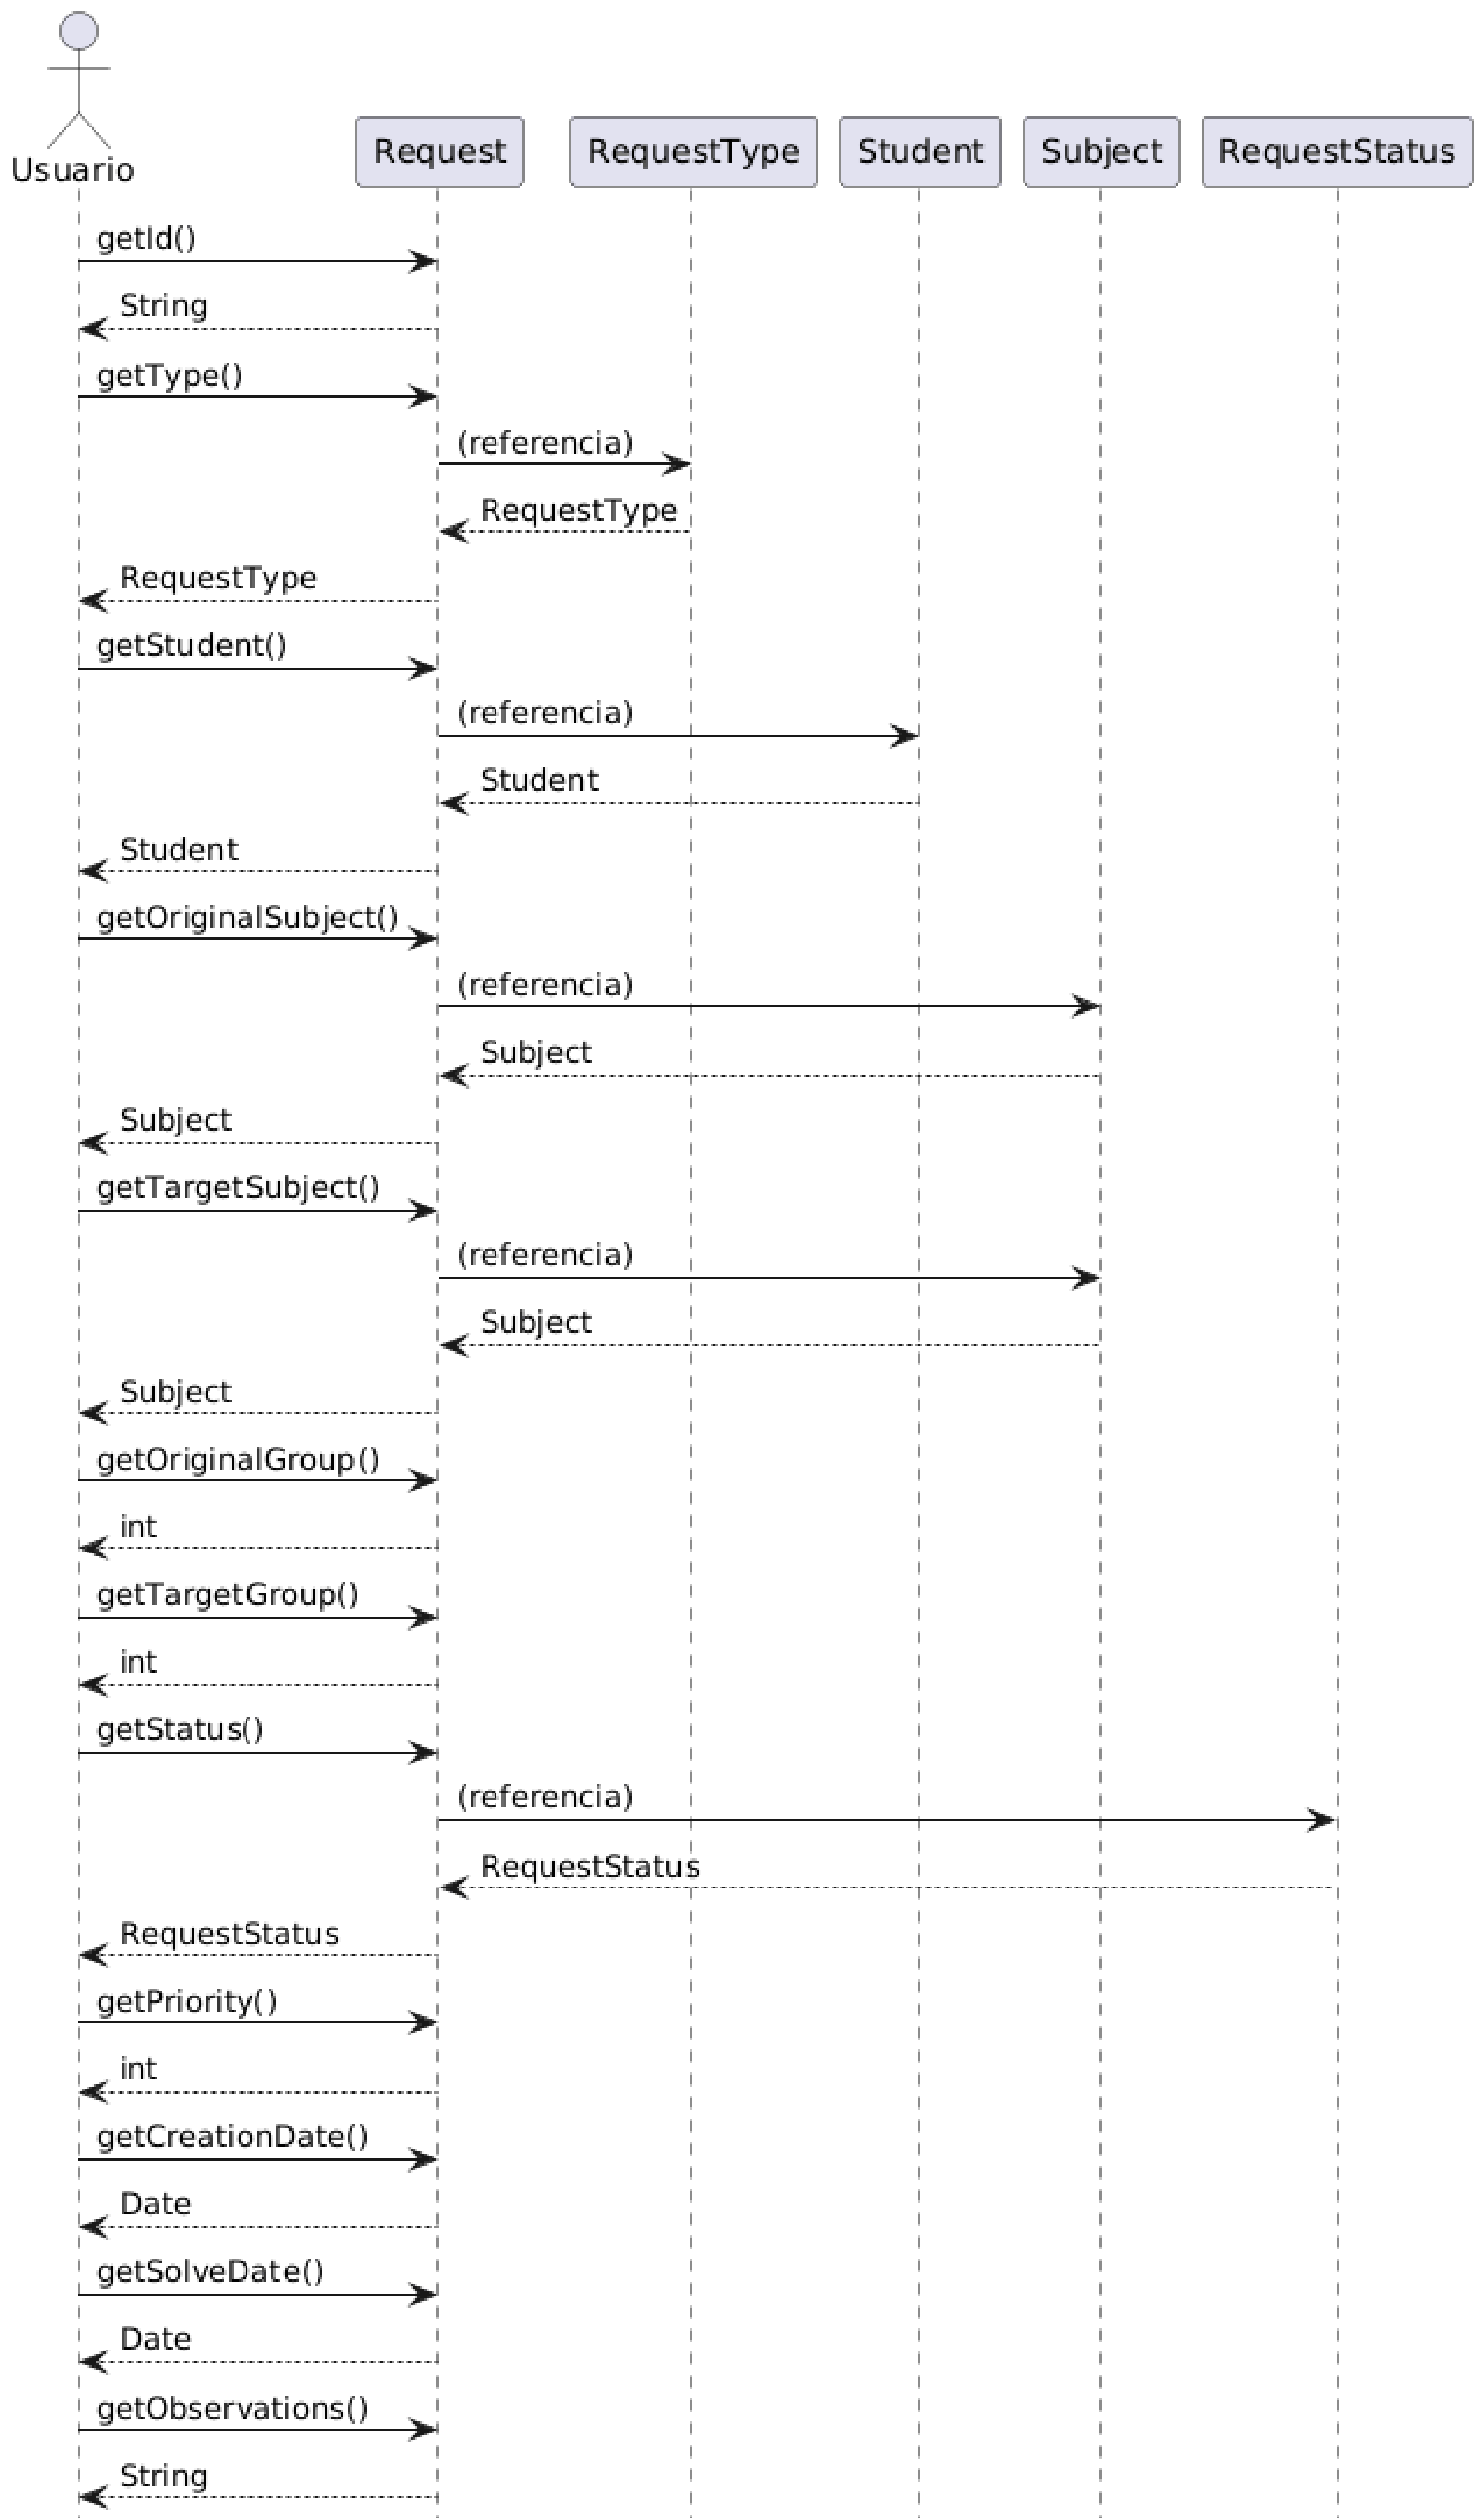 Usuario
Request
RequestType
Student
Subject
RequestStatus
getId()
String
getType()
(referencia)
RequestType
RequestType
getStudent()
(referencia)
Student
Student
getOriginalSubject()
(referencia)
Subject
Subject
getTargetSubject()
(referencia)
Subject
Subject
getOriginalGroup()
int
getTargetGroup()
int
getStatus()
(referencia)
RequestStatus
RequestStatus
getPriority()
int
getCreationDate()
Date
getSolveDate()
Date
getObservations()
String